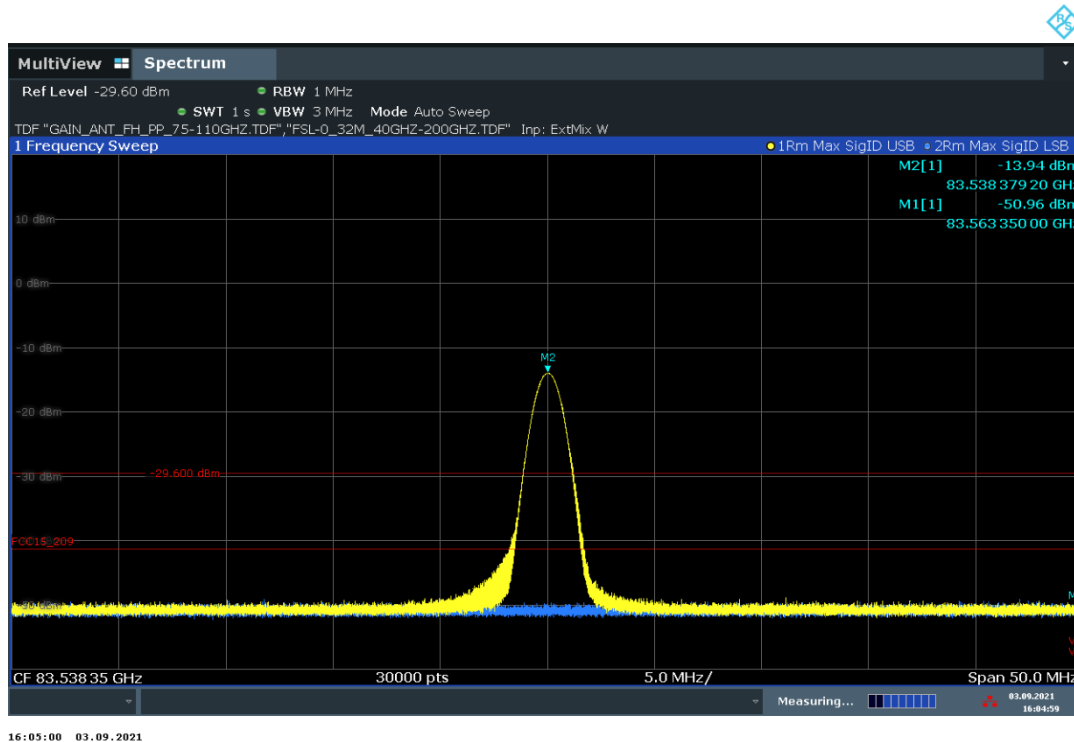 R S
MultiView Spectrum
Ref Level -29.60 dBm RBW 1 MHz
SWT 1 s VBW 3 MHz Mode Auto Sweep
TDF "GAIN_ANT_FH_PP_75-110GHZ.TDF","FSL-0_32M_40GHZ-200GHZ.TDF" Inp: ExtMix W
1 Frequency Sweep 1Rm Max SigID USB 2Rm Max SigID LSB
M2[1] -13.94 dBm
83.538 379 20 GHz
M1[1] -50.96 dBm
83.563 350 00 GHz
10 dBm
0 dBm
-10 dBm
M2
-20 dBm
-29.600 dBm
-30 dBm
FCC15_209
-50 dBm
M
CF 83.538 35 GHz 30000 pts 5.0 MHz/ Span 50.0 MHz
Measuring... 03.09.2021
16:04:59
16:05:00 03.09.2021